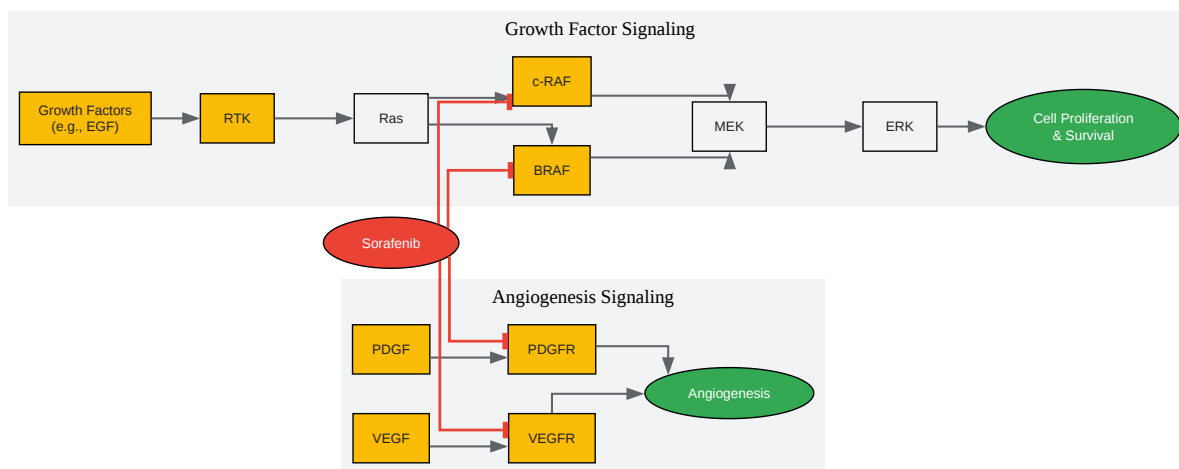 Growth Factor Signaling
c-RAF
Growth Factors
(e.g., EGF)
RTK
Ras
MEK
ERK
Cell Proliferation
& Survival
BRAF
Sorafenib
Angiogenesis Signaling
PDGF
PDGFR
Angiogenesis
VEGF
VEGFR